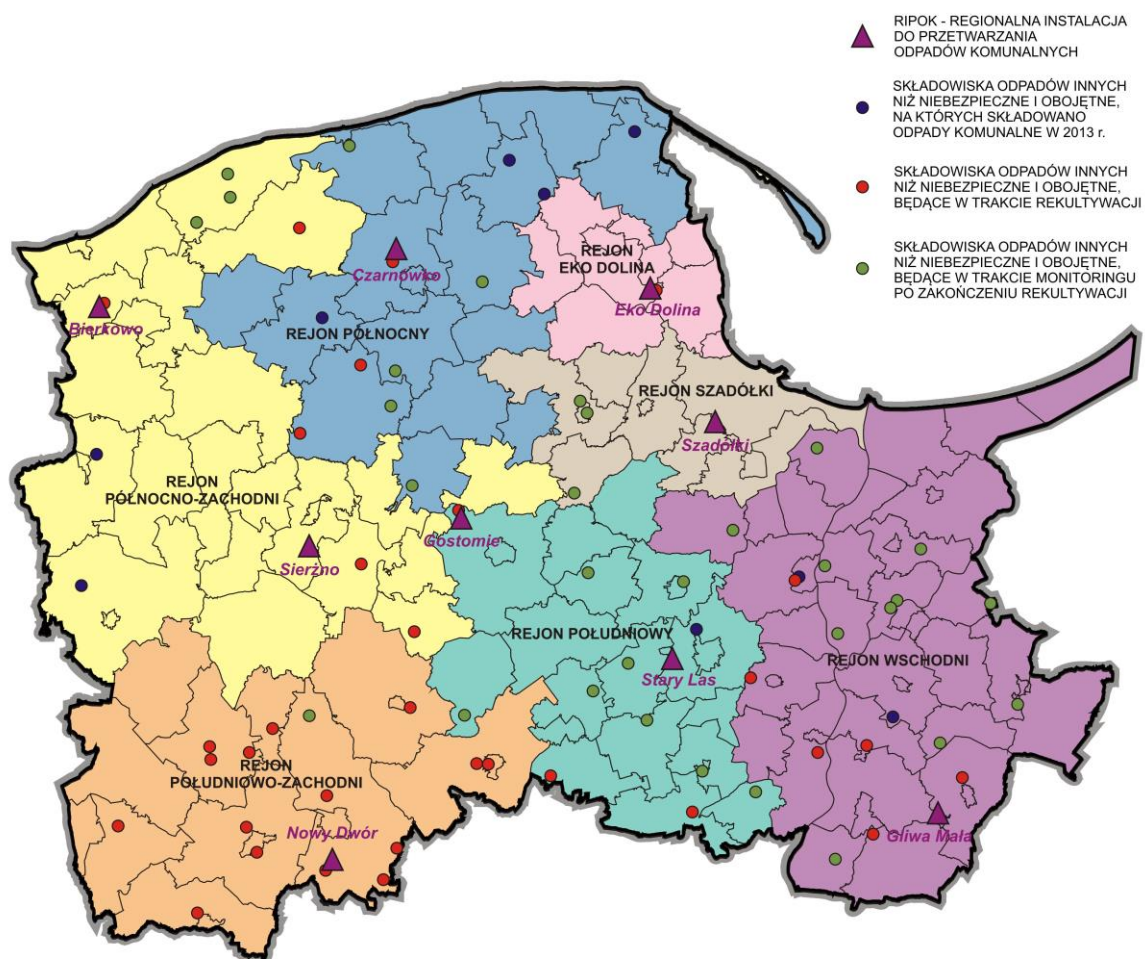 RIPOK - REGIONALNA INSTALACJA
DO PRZETWARZANIA
ODPADÓW KOMUNALNYCH
SKŁADOWISKA ODPADÓW INNYCH
NIŻ NIEBEZPIECZNE I OBOJĘTNE,
NA KTÓRYCH SKŁADOWANO
ODPADY KOMUNALNE W 2013 r.
SKŁADOWISKA ODPADÓW INNYCH
NIŻ NIEBEZPIECZNE I OBOJĘTNE,
BĘDĄCE W TRAKCIE REKULTYWACJI
SKŁADOWISKA ODPADÓW INNYCH
NIŻ NIEBEZPIECZNE I OBOJĘTNE,
BĘDĄCE W TRAKCIE MONITORINGU
PO ZAKOŃCZENIU REKULTYWACJI
REJON
EKO DOLINA
Czarnówko
Eko Dolina
Bierkowo
REJON PÓŁNOCNY
REJON SZADÓŁKI
Szadółki
REJON
PÓŁNOCNO-ZACHODNI
Gostomie
Sierżno
REJON POŁUDNIOWY
REJON WSCHODNI
Stary Las
REJON
POŁUDNIOWO-ZACHODNI
Nowy Dwór
Gliwa Mała